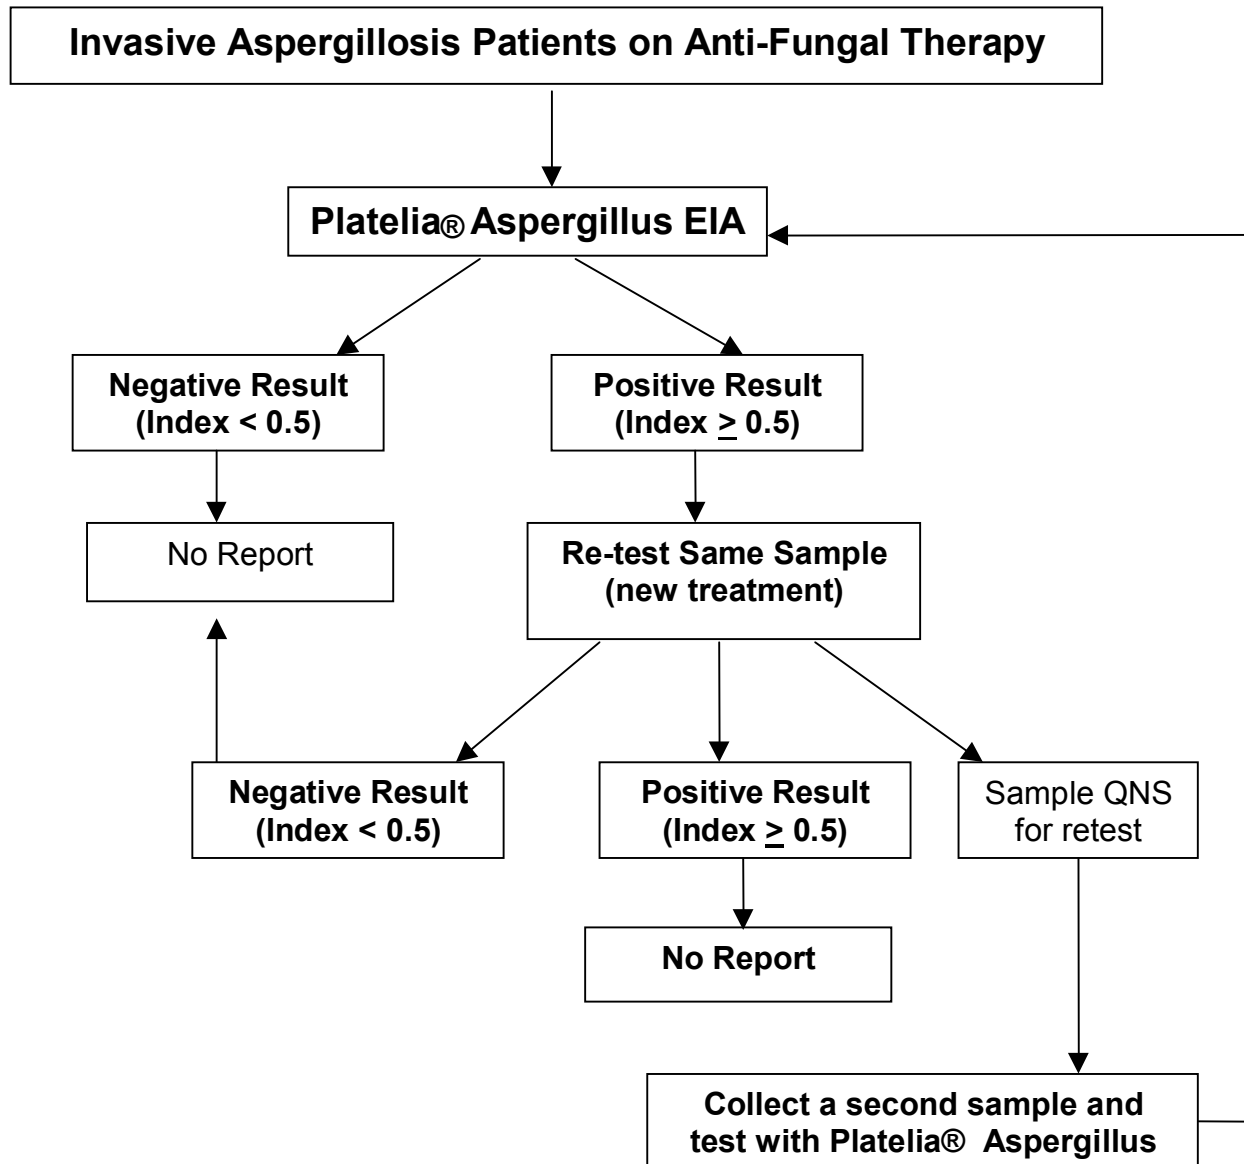 Invasive Aspergillosis Patients on Anti-Fungal Therapy
Platelia® Aspergillus EIA
Negative Result
(Index < 0.5)
Positive Result
(Index ≥ 0.5)
No Report
Re-test Same Sample
(new treatment)
Negative Result
(Index < 0.5)
Positive Result
(Index ≥ 0.5)
Sample QNS
for retest
No Report
Collect a second sample and
test with Platelia® Aspergillus